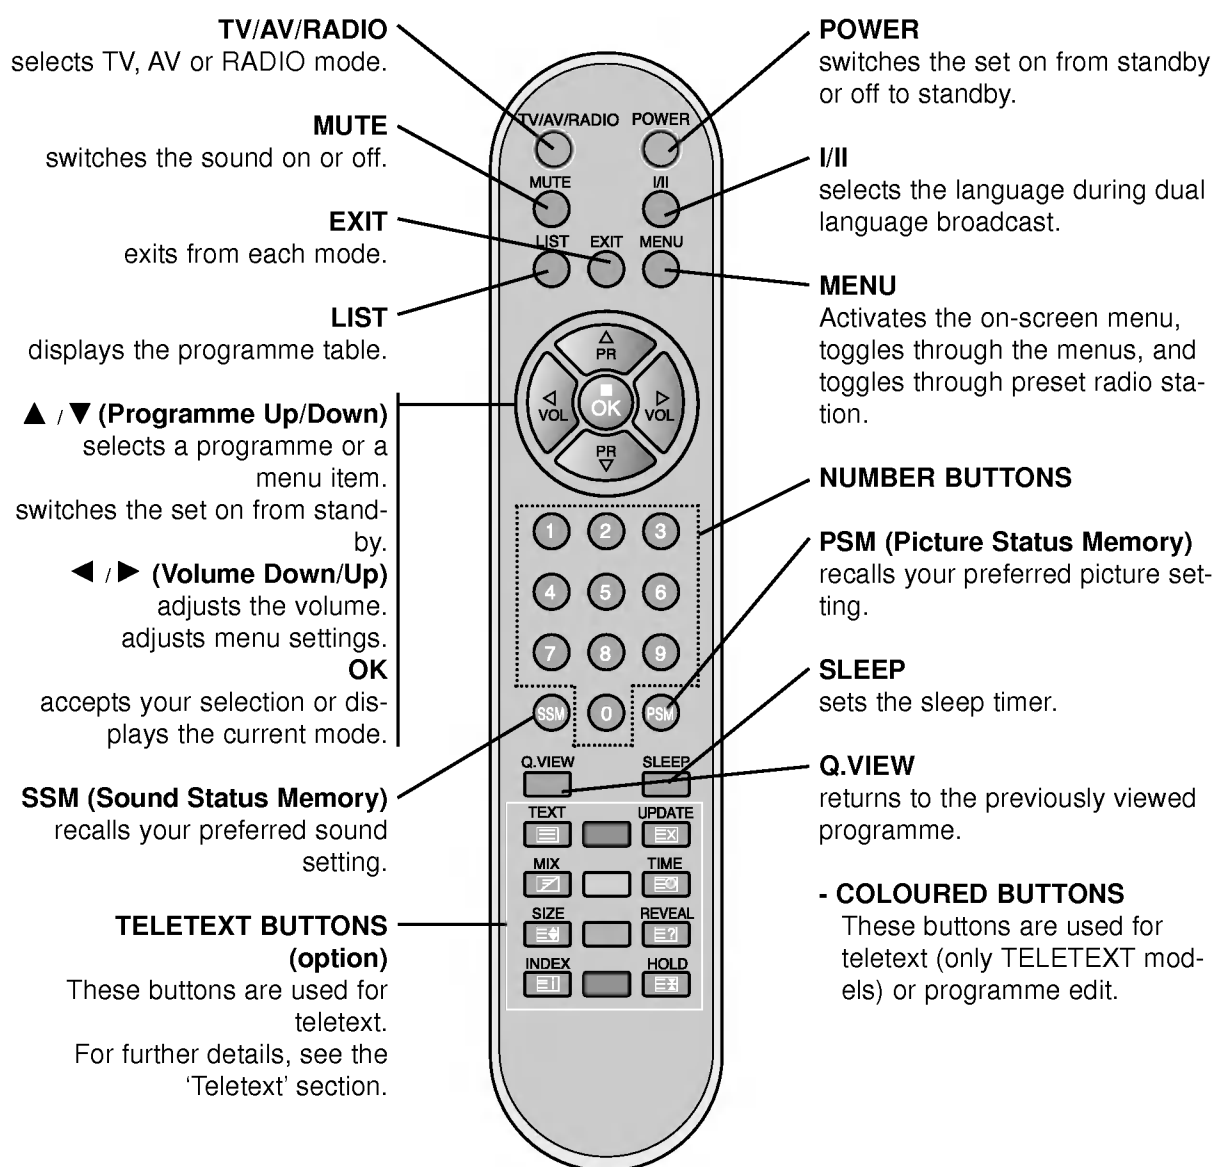 TV/AV/RADIO
selects TV, AV or RADIO mode.
MUTE
switches the sound on or off.
EXIT
exits from each mode.
LIST
displays the programme table.
▲ / ▼ (Programme Up/Down)
selects a programme or a
menu item.
switches the set on from stand-
by.
◀ / ▶ (Volume Down/Up)
adjusts the volume.
adjusts menu settings.
OK
accepts your selection or dis-
plays the current mode.
SSM (Sound Status Memory)
recalls your preferred sound
setting.
TELETEXT BUTTONS
(option)
These buttons are used for
teletext.
For further details, see the
‘Teletext’ section.
TV/AV/RADIO POWER
MUTE I/II
LIST EXIT MENU
PR
VOL OK VOL
PR
1 2 3
4 5 6
7 8 9
SSM 0 PSM
Q.VIEW SLEEP
TEXT UPDATE
MIX TIME
SIZE REVEAL
INDEX HOLD
POWER
switches the set on from standby
or off to standby.
I/II
selects the language during dual
language broadcast.
MENU
Activates the on-screen menu,
toggles through the menus, and
toggles through preset radio sta-
tion.
NUMBER BUTTONS
PSM (Picture Status Memory)
recalls your preferred picture set-
ting.
SLEEP
sets the sleep timer.
Q.VIEW
returns to the previously viewed
programme.
- COLOURED BUTTONS
These buttons are used for
teletext (only TELETEXT mod-
els) or programme edit.